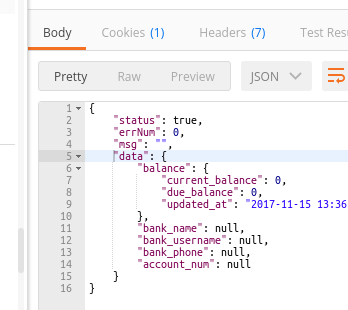 Body Cookies (1) Headers (7) Test Resu
Pretty Raw Preview JSON
1 {
2 "status": true,
3 "errNum": 0,
4 "msg": "",
5 "data": {
6 "balance": {
7 "current_balance": 0,
8 "due_balance": 0,
9 "updated_at": "2017-11-15 13:36
10 },
11 "bank_name": null,
12 "bank_username": null,
13 "bank_phone": null,
14 "account_num": null
15 }
16 }